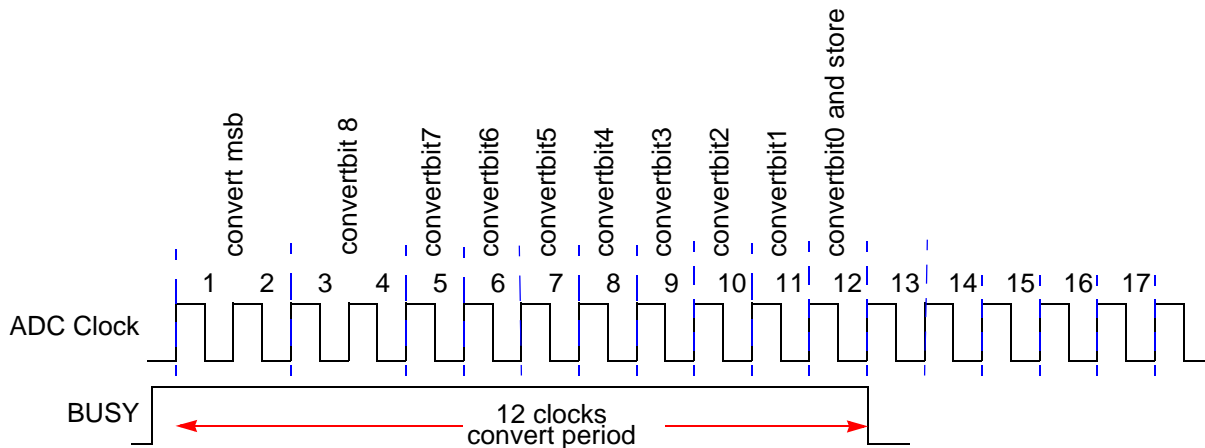 convert msb
convertbit 8
convertbit7
convertbit6
convertbit5
convertbit4
convertbit3
convertbit2
convertbit1
convertbit0 and store
1 2 3 4 5 6 7 8 9 10 11 12 13 14 15 16 17
ADC Clock
BUSY
12 clocks
convert period